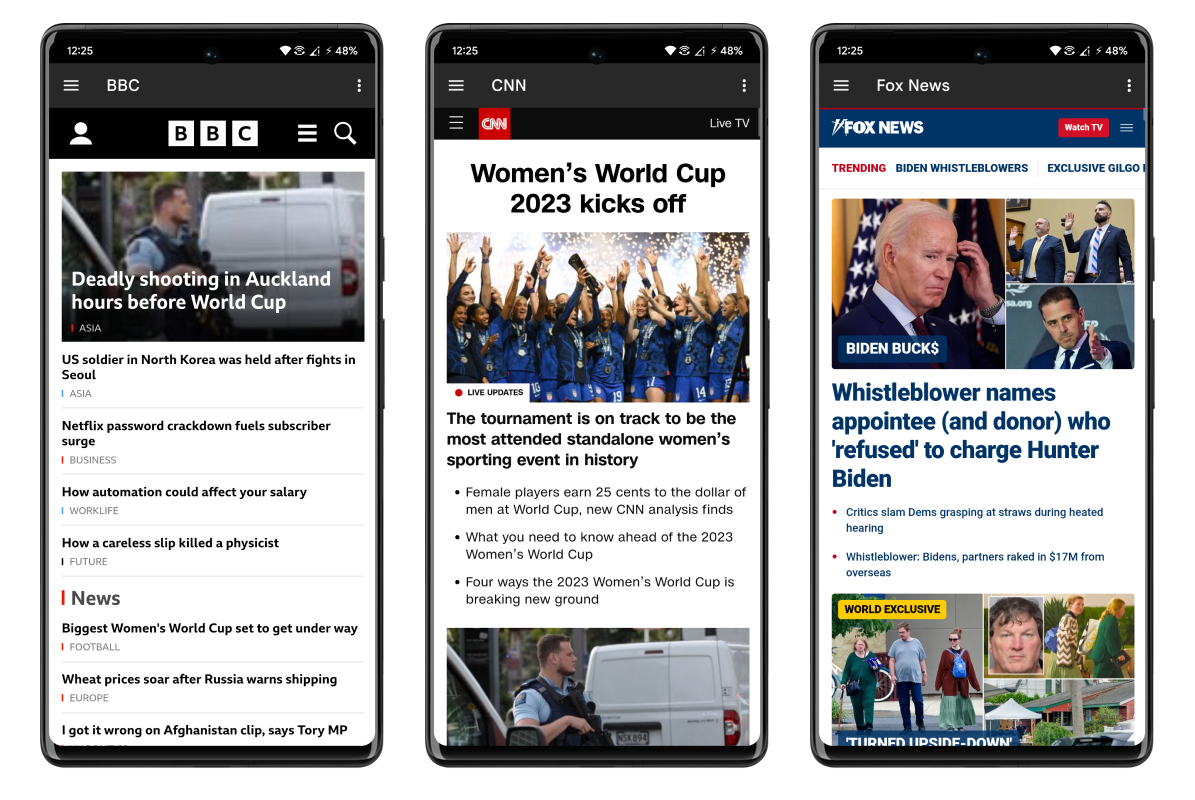 12:25
48%
BBC
B B C
Deadly shooting in Auckland
hours before World Cup
ASIA
US soldier in North Korea was held after fights in
Seoul
ASIA
Netflix password crackdown fuels subscriber
surge
BUSINESS
How automation could affect your salary
WORKLIFE
How a careless slip killed a physicist
FUTURE
News
Biggest Women's World Cup set to get under way
FOOTBALL
Wheat prices soar after Russia warns shipping
EUROPE
I got it wrong on Afghanistan clip, says Tory MP
12:25
48%
CNN
CNN
Live TV
Women’s World Cup
2023 kicks off
LIVE UPDATES
The tournament is on track to be the
most attended standalone women’s
sporting event in history
• Female players earn 25 cents to the dollar of
men at World Cup, new CNN analysis finds
• What you need to know ahead of the 2023
Women’s World Cup
• Four ways the 2023 Women’s World Cup is
breaking new ground
NSK894
12:25
48%
Fox News
FOX NEWS
Watch TV
TRENDING BIDEN WHISTLEBLOWERS EXCLUSIVE GILGO
sa.org
BIDEN BUCK$
Whistleblower names
appointee (and donor) who
'refused' to charge Hunter
Biden
• Critics slam Dems grasping at straws during heated
hearing
• Whistleblower: Bidens, partners raked in $17M from
overseas
WORLD EXCLUSIVE
'TURNED UPSIDE-DOWN'